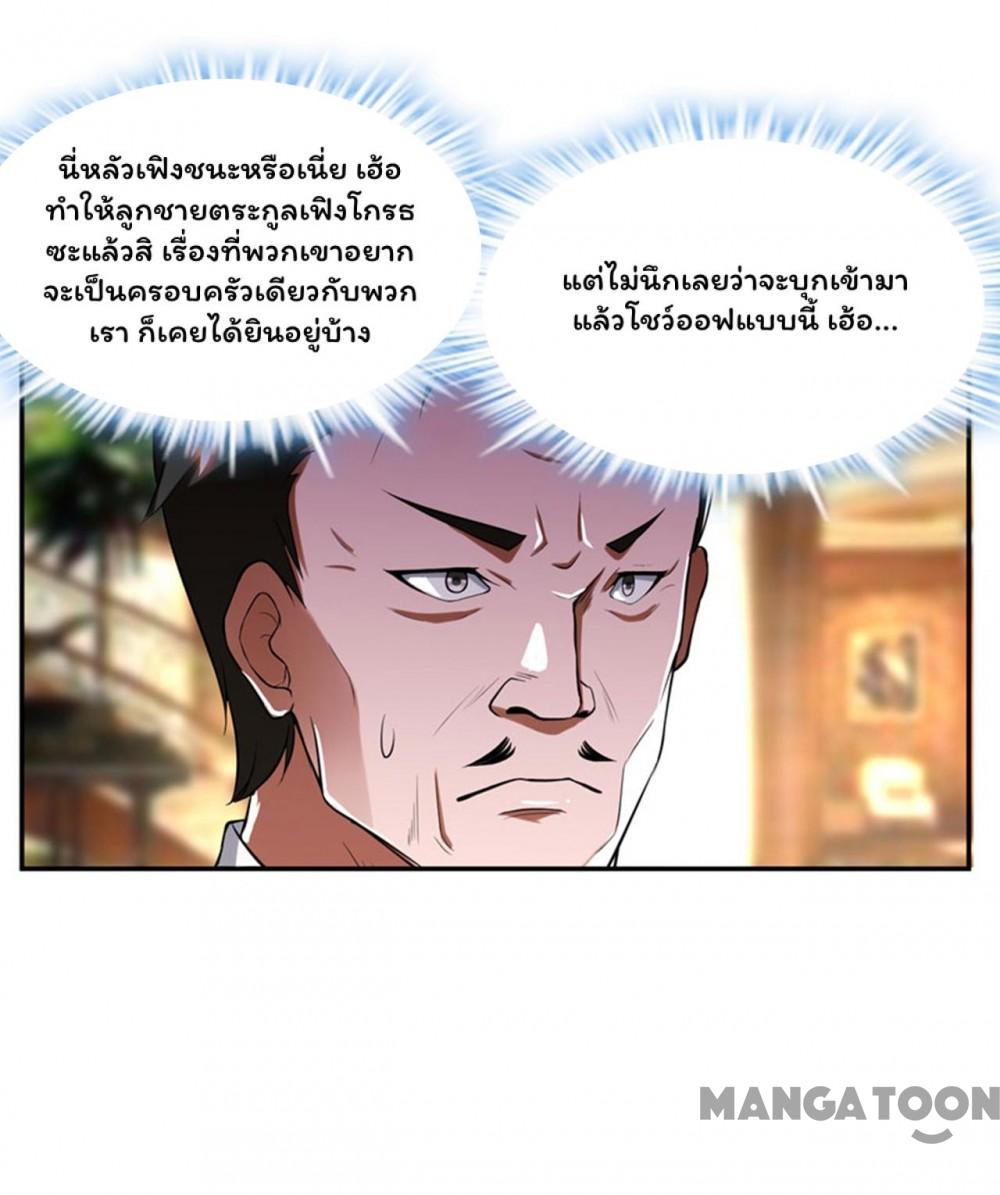 นี่หลัวเฟิงชนะหรือเนี่ย เฮ้อ
ทำให้ลูกชายตระกูลเฟิงโกรธ
ซะแล้วสิ เรื่องที่พวกเขาอยาก
จะเป็นครอบครัวเดียวกับพวก
เรา ก็เคยได้ยินอยู่บ้าง
แต่ไม่นึกเลยว่าจะบุกเข้ามา
แล้วโชว์ออฟแบบนี้ เฮ้อ...
MANGATOON